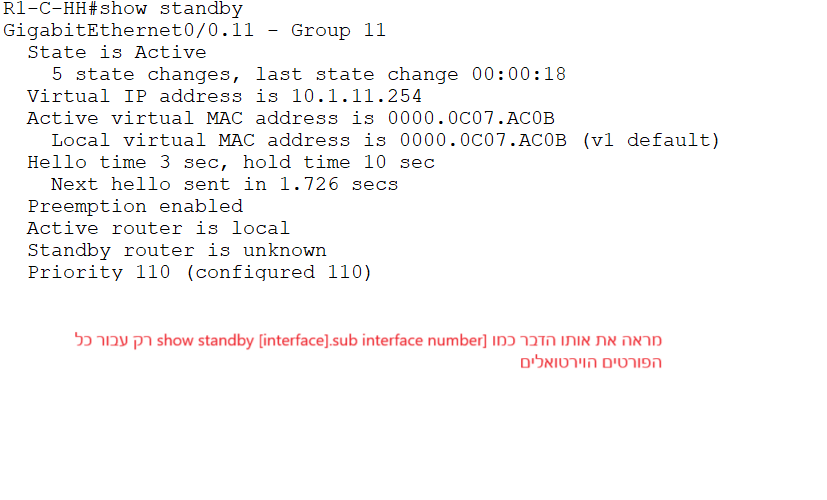 R1-C-HH#show standby
GigabitEthernet0/0.11 - Group 11
State is Active
5 state changes, last state change 00:00:18
Virtual IP address is 10.1.11.254
Active virtual MAC address is 0000.0C07.AC0B
Local virtual MAC address is 0000.0C07.AC0B (v1 default)
Hello time 3 sec, hold time 10 sec
Next hello sent in 1.726 secs
Preemption enabled
Active router is local
Standby router is unknown
Priority 110 (configured 110)
מראה את אותו הדבר כמו show standby [interface].sub interface number] רק עבור כל
הפורטים הוירטואלים